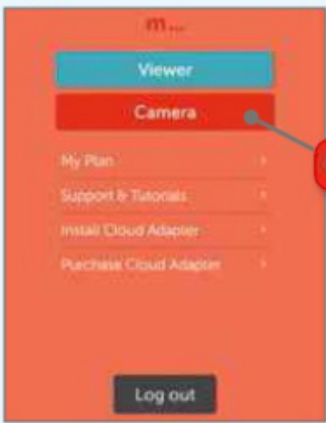 m...
Viewer
Camera
My Plan
Support & Tutorials
Install Cloud Adapter
Purchase Cloud Adapter
Log out